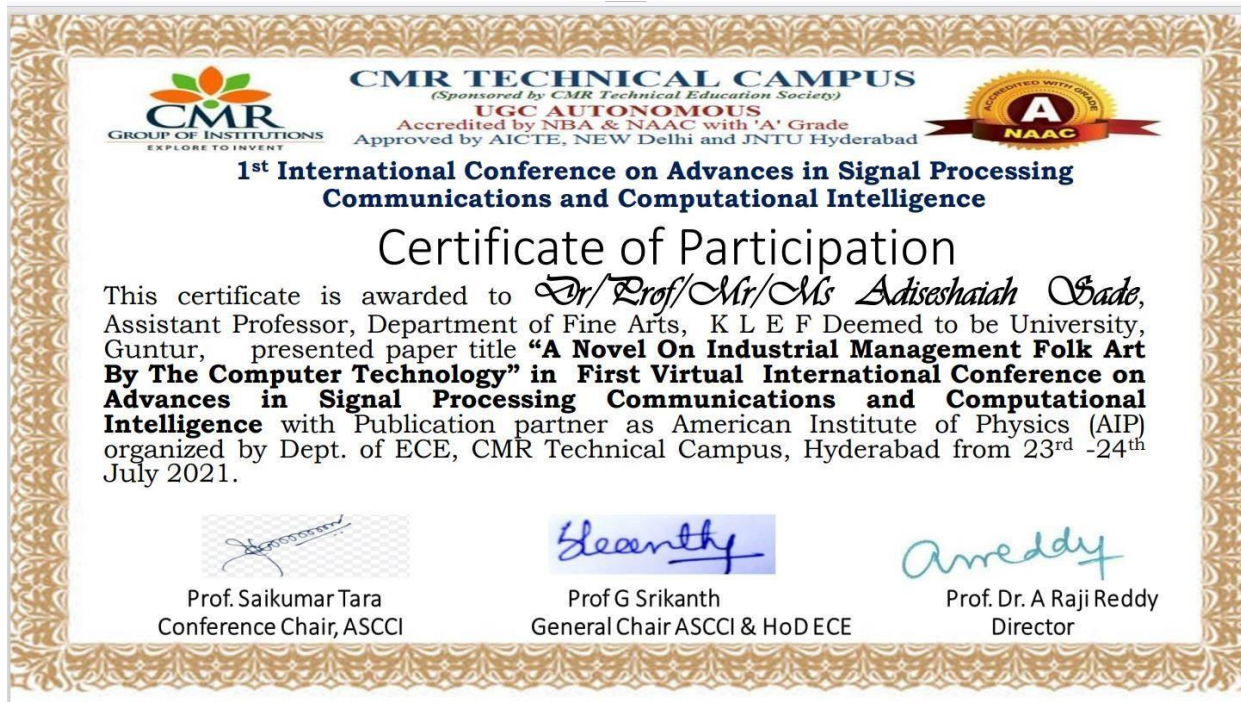 CMR
GROUP OF INSTITUTIONS
EXPLORE TO INVENT
CMR TECHNICAL CAMPUS
(Sponsored by CMR Technical Education Society)
UGC AUTONOMOUS
Accredited by NBA & NAAC with 'A' Grade
Approved by AICTE, NEW Delhi and JNTU Hyderabad
ACCREDITED WITH GRADE
A
NAAC
1st International Conference on Advances in Signal Processing
Communications and Computational Intelligence
Certificate of Participation
This certificate is awarded to Dr/Prof/Mr/Ms Adiseshaiah Sade,
Assistant Professor, Department of Fine Arts, K L E F Deemed to be University,
Guntur, presented paper title “A Novel On Industrial Management Folk Art
By The Computer Technology” in First Virtual International Conference on
Advances in Signal Processing Communications and Computational
Intelligence with Publication partner as American Institute of Physics (AIP)
organized by Dept. of ECE, CMR Technical Campus, Hyderabad from 23rd -24th
July 2021.
Areddy
Prof. Saikumar Tara
Conference Chair, ASCCI
Prof G Srikanth
General Chair ASCCI & HoD ECE
Prof. Dr. A Raji Reddy
Director